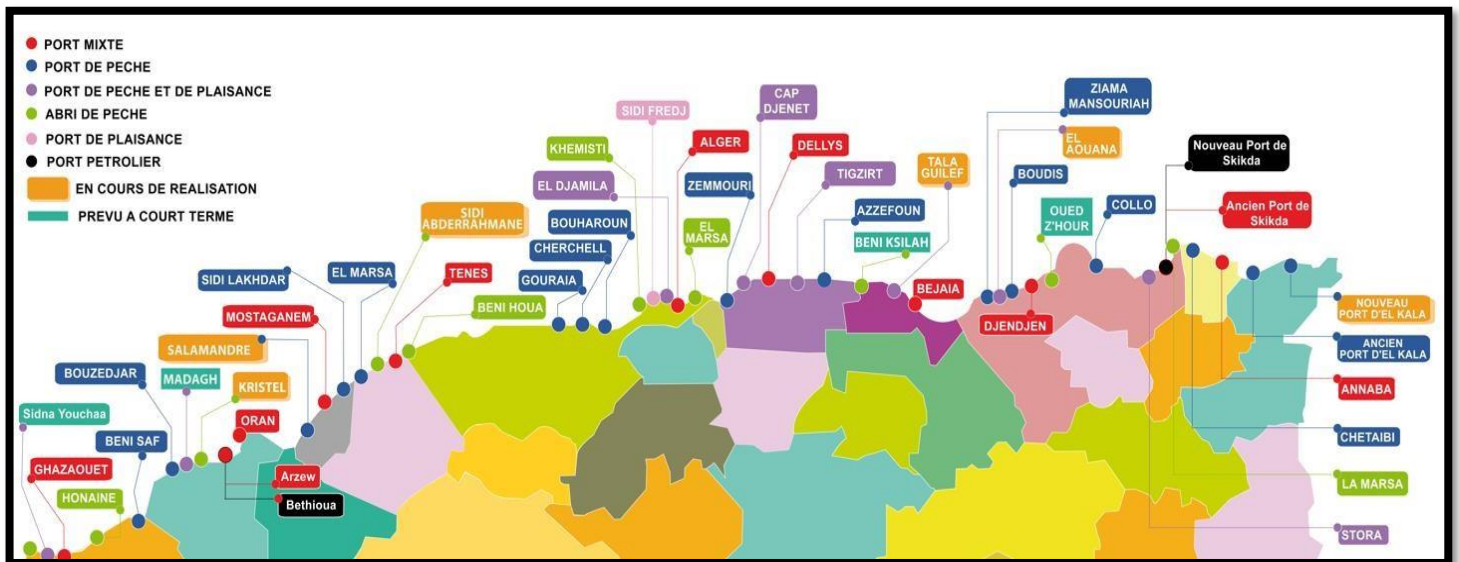 PORT MIXTE
PORT DE PECHE
PORT DE PECHE ET DE PLAISANCE
ABRI DE PECHE
PORT DE PLAISANCE
PORT PETROLIER
EN COURS DE REALISATION
PREVU A COURT TERME
Sidna Youchaa
GHAZAOUET
HONAINE
BENI SAF
BOUZEDJAR
MADAGH
KRISTEL
ORAN
Arzew
Bethioua
SALAMANDRE
MOSTAGANEM
SIDI LAKHDAR
EL MARSA
SIDI
ABDERRAHMANE
TENES
BENI HOUA
GOURAIA
CHERCHELL
BOUHAROUN
EL DJAMILA
KHEMISTI
SIDI FREDJ
ALGER
EL
MARSA
ZEMMOURI
CAP
DJENET
DELLYS
TIGZIRT
AZZEFOUN
BENI KSILAH
TALA
GUILEF
BEJAIA
ZIAMA
MANSOURIAH
EL
AOUANA
BOUDIS
DJENDJEN
OUED
Z'HOUR
COLLO
Nouveau Port de
Skikda
Ancien Port de
Skikda
NOUVEAU
PORT D'EL KALA
ANCIEN
PORT D'EL KALA
ANNABA
CHETAIBI
LA MARSA
STORA